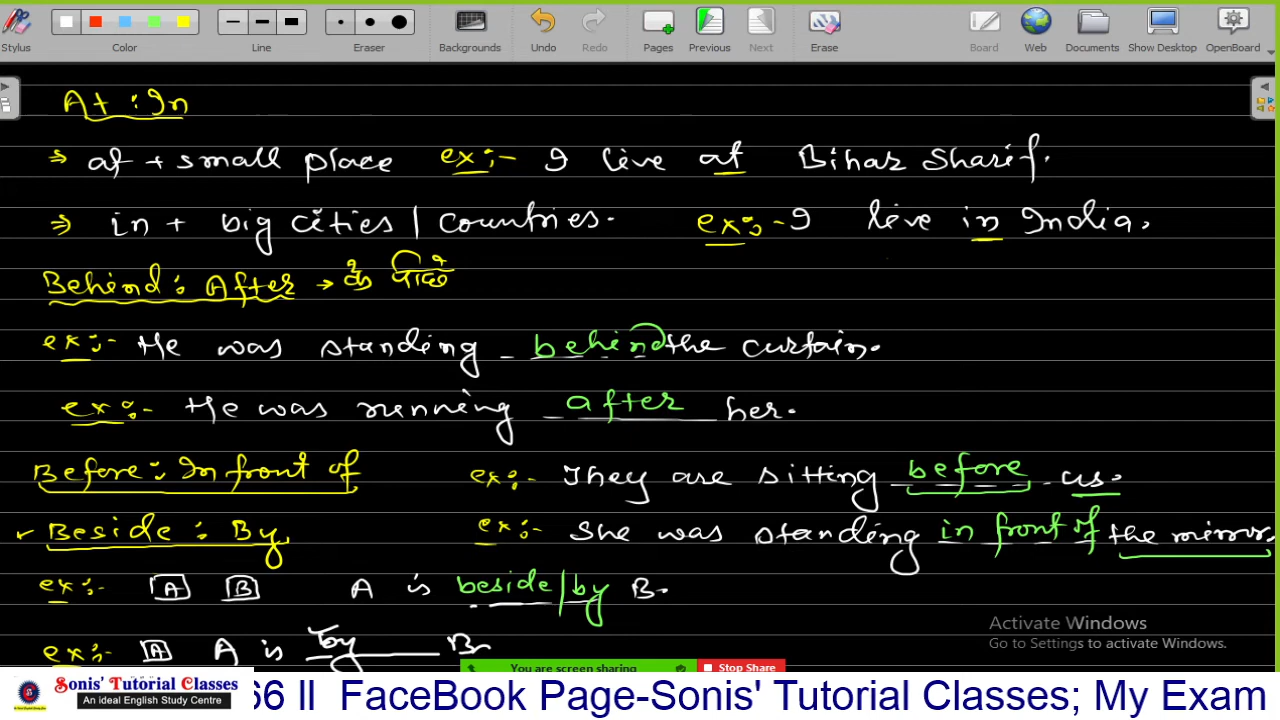 Stylus Color Line Eraser Backgrounds Undo Redo Pages Previous Next Erase Board Web Documents Show Desktop OpenBoard
At : In
⇒ at + small place ex:- I live at Bihar Sharif.
⇒ in + big cities | countries. ex:- I live in India.
Behind : After → के पीछे
ex:- He was standing behind the curtain.
ex:- He was running after her.
Before : In front of ex:- They are sitting before us.
✓ Beside : By ex:- She was standing in front of the mirror.
ex:- A B A is beside/by B.
ex:- A A is by B
Activate Windows
Go to Settings to activate Windows.
You are screen sharing Stop Share
Sonis' Tutorial Classes
An ideal English Study Centre
66 ll FaceBook Page-Sonis' Tutorial Classes; My Exam